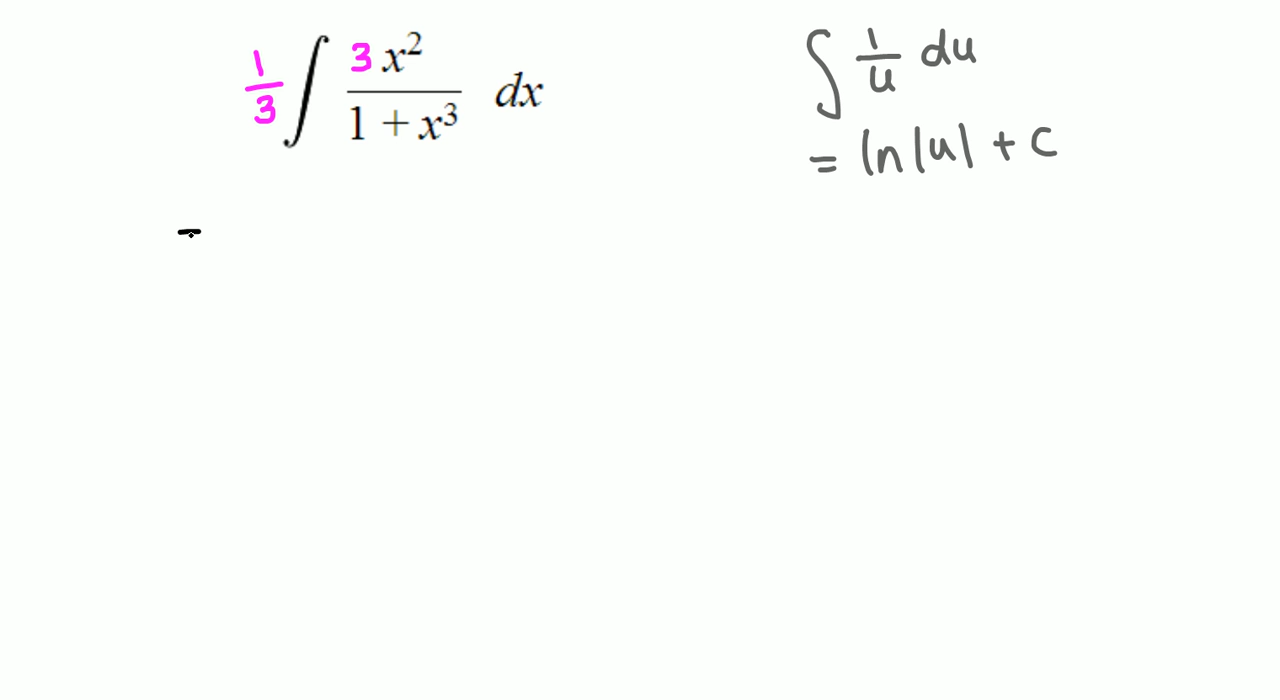 1/3 ∫ 3x²/(1 + x³) dx
∫ 1/u du
= ln|u| + c
-